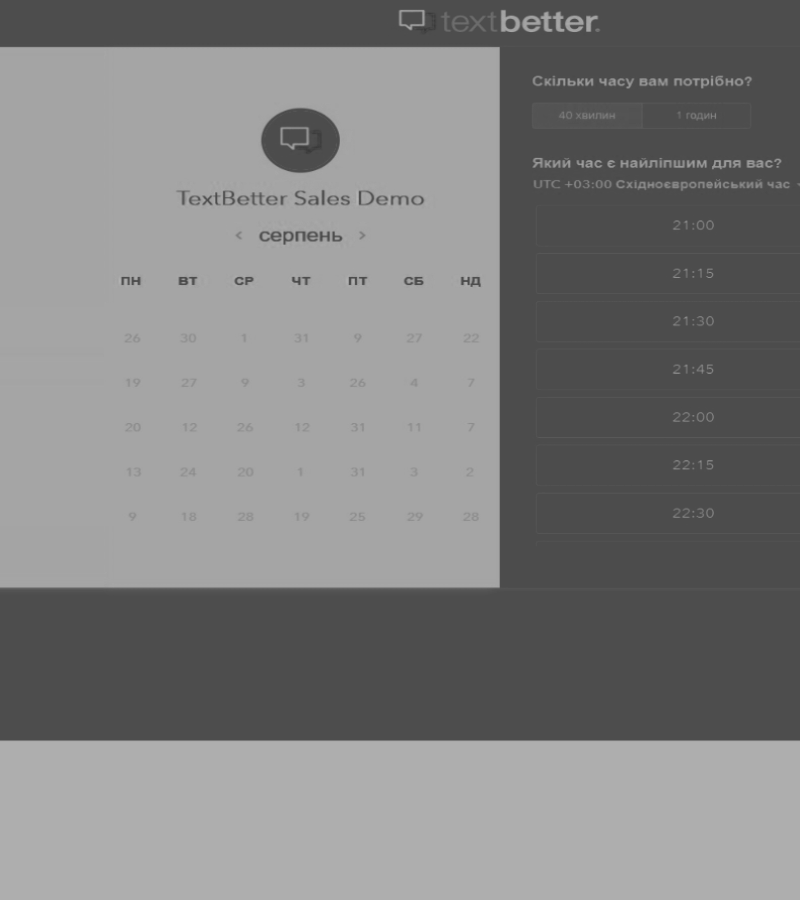 textbetter.
TextBetter Sales Demo
< серпень >
ПН ВТ СР ЧТ ПТ СБ НД
26 30 1 31 9 27 22
19 27 9 3 26 4 7
20 12 26 12 31 11 7
13 24 20 1 31 3 2
9 18 28 19 25 29 28
Скільки часу вам потрібно?
40 хвилин 1 годин
Який час є найліпшим для вас?
UTC +03:00 Східноєвропейський час
21:00
21:15
21:30
21:45
22:00
22:15
22:30